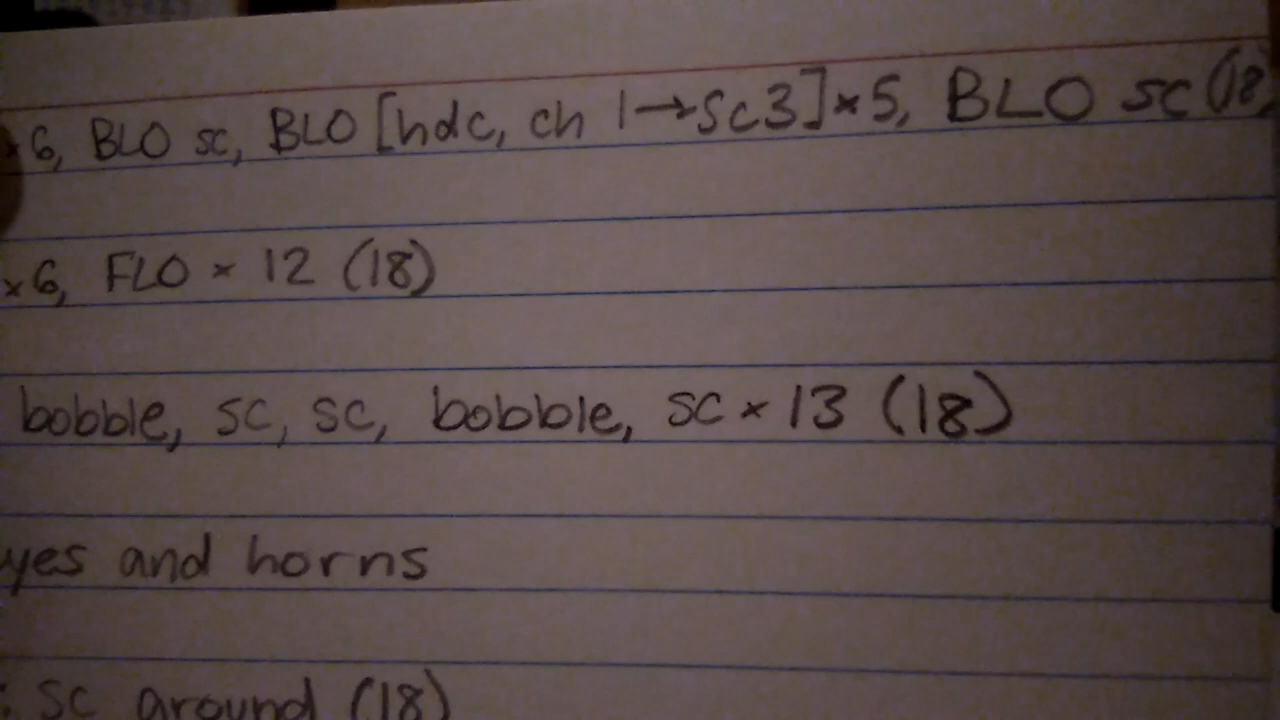 ×6, BLO sc, BLO [hdc, ch 1→Sc3]×5, BLO sc (18)
×6, FLO × 12 (18)
bobble, sc, sc, bobble, sc × 13 (18)
yes and horns
: sc around (18)